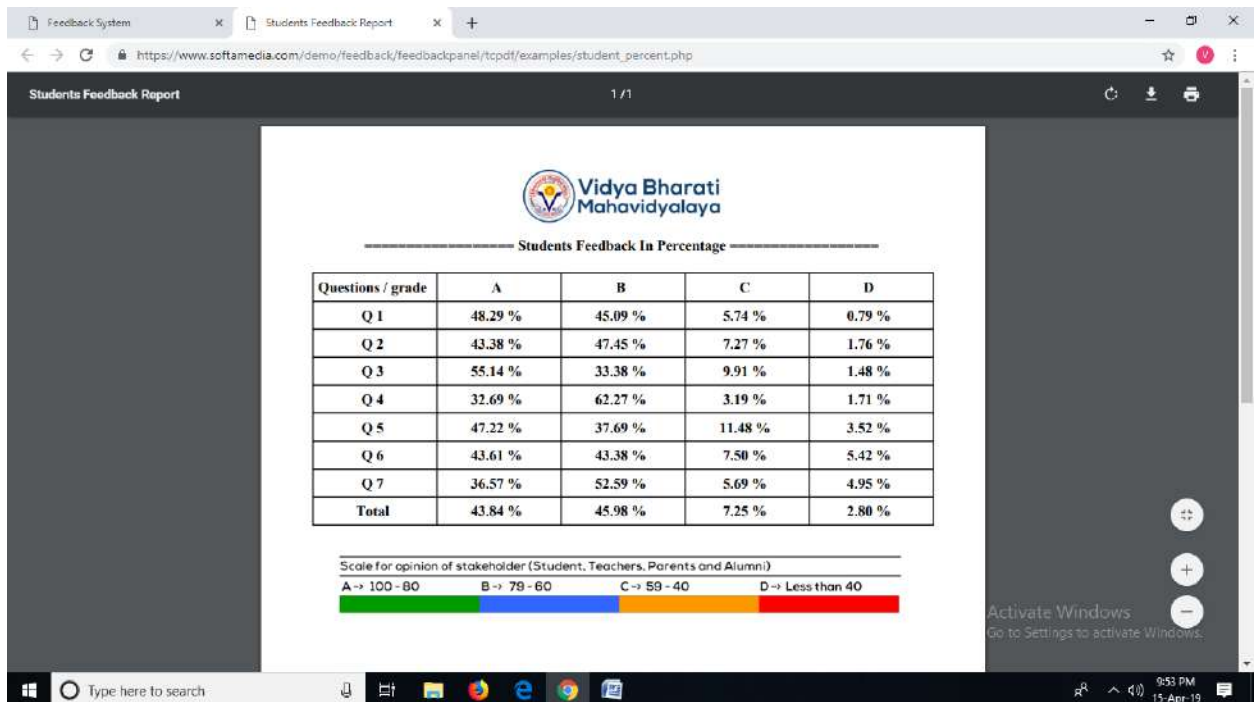 Feedback System
Students Feedback Report
https://www.softamedia.com/demo/feedback/feedbackpanel/tcpdf/examples/student_percent.php
V
Students Feedback Report 1 / 1
Vidya Bharati
Mahavidyalaya
=================== Students Feedback In Percentage ===================
Questions / grade A B C D
Q 1 48.29 % 45.09 % 5.74 % 0.79 %
Q 2 43.38 % 47.45 % 7.27 % 1.76 %
Q 3 55.14 % 33.38 % 9.91 % 1.48 %
Q 4 32.69 % 62.27 % 3.19 % 1.71 %
Q 5 47.22 % 37.69 % 11.48 % 3.52 %
Q 6 43.61 % 43.38 % 7.50 % 5.42 %
Q 7 36.57 % 52.59 % 5.69 % 4.95 %
Total 43.84 % 45.98 % 7.25 % 2.80 %
Scale for opinion of stakeholder (Student, Teachers, Parents and Alumni)
A → 100 - 80 B → 79 - 60 C → 59 - 40 D → Less than 40
Activate Windows
Go to Settings to activate Windows.
Type here to search
9:53 PM
15-Apr-19